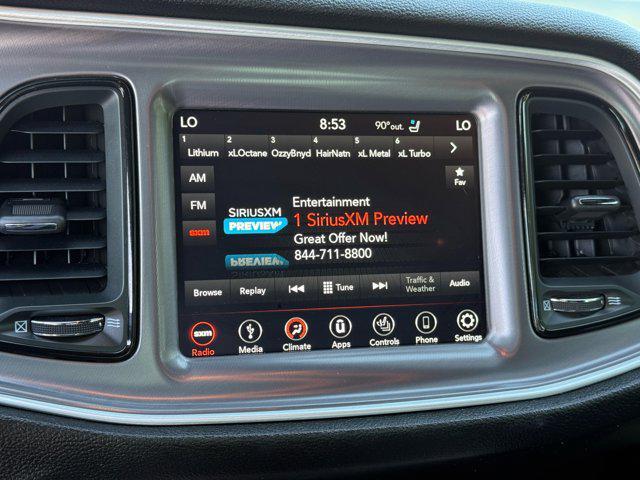 LO 8:53 90°out. LO
1 2 3 4 5 6
Lithium xLOctane OzzyBnyd HairNatn xL Metal xL Turbo
AM
Fav
FM
Entertainment
SIRIUSXM
PREVIEW
1 SiriusXM Preview
sxm
Great Offer Now!
844-711-8800
PREVIEW
Browse Replay Tune Traffic & Weather Audio
sxm
Radio Media Climate Apps Controls Phone Settings